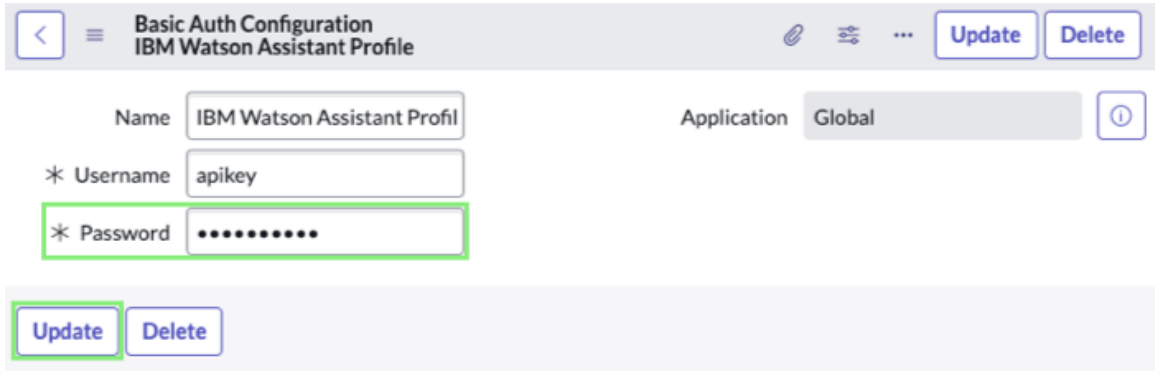 Basic Auth Configuration
IBM Watson Assistant Profile
Update Delete
Name IBM Watson Assistant Profil
Application Global
* Username apikey
* Password ••••••••••
Update Delete